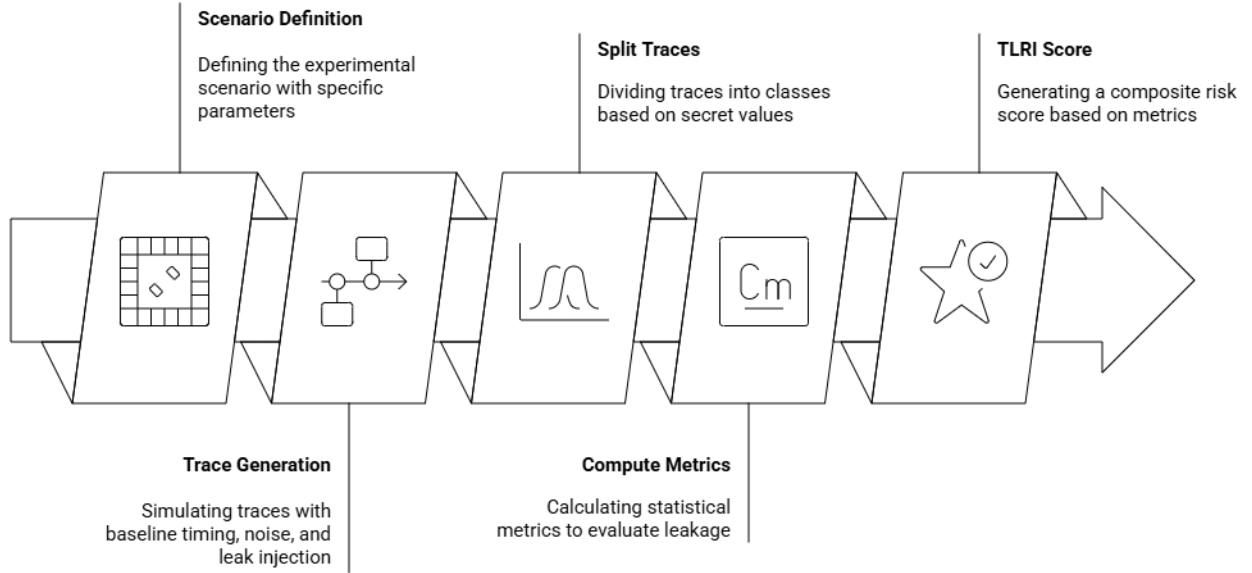 Scenario Definition
Defining the experimental
scenario with specific
parameters
Split Traces
Dividing traces into classes
based on secret values
TLRI Score
Generating a composite risk
score based on metrics
Cm
Trace Generation
Simulating traces with
baseline timing, noise, and
leak injection
Compute Metrics
Calculating statistical
metrics to evaluate leakage